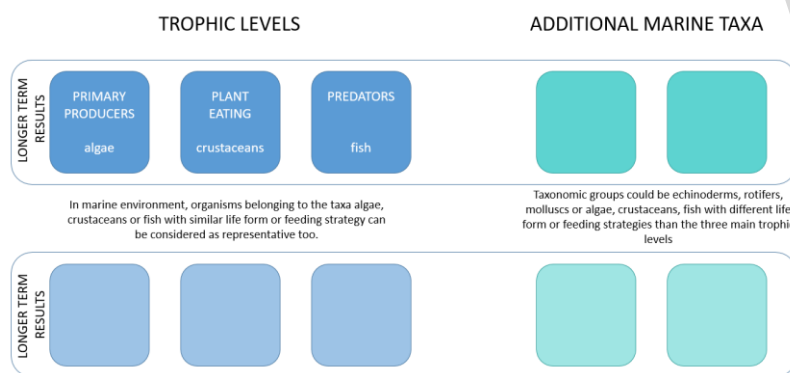 TROPHIC LEVELS
ADDITIONAL MARINE TAXA
LONGER TERM
RESULTS
PRIMARY
PRODUCERS
algae
PLANT
EATING
crustaceans
PREDATORS
fish
In marine environment, organisms belonging to the taxa algae,
crustaceans or fish with similar life form or feeding strategy can
be considered as representative too.
Taxonomic groups could be echinoderms, rotifers,
molluscs or algae, crustaceans, fish with different life
form or feeding strategies than the three main trophic
levels
LONGER TERM
RESULTS